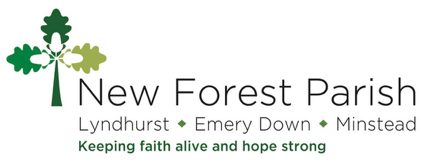 New Forest Parish
Lyndhurst ◆ Emery Down ◆ Minstead
Keeping faith alive and hope strong